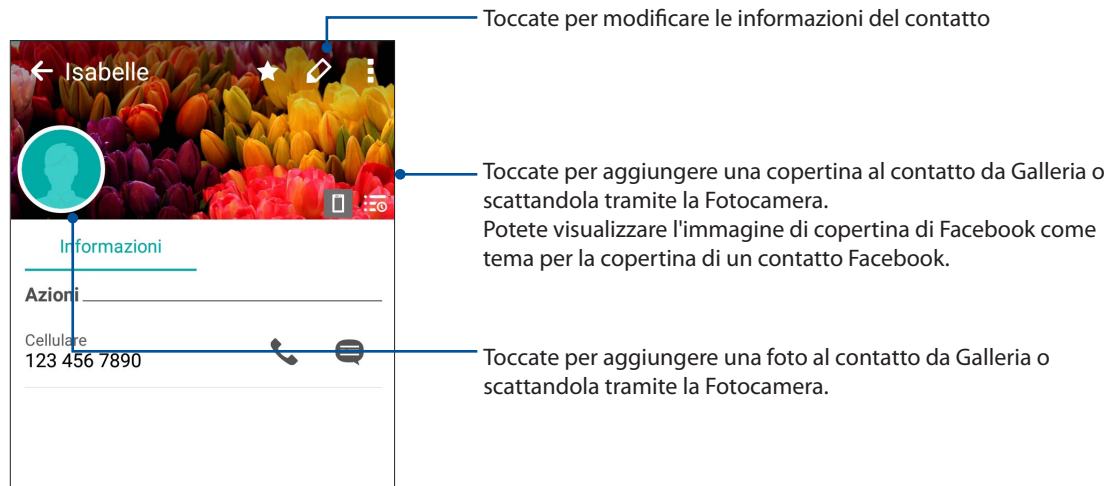 Toccate per modificare le informazioni del contatto
Isabelle
Toccate per aggiungere una copertina al contatto da Galleria o
scattandola tramite la Fotocamera.
Potete visualizzare l'immagine di copertina di Facebook come
tema per la copertina di un contatto Facebook.
Informazioni
Azioni
Cellulare
123 456 7890
Toccate per aggiungere una foto al contatto da Galleria o
scattandola tramite la Fotocamera.